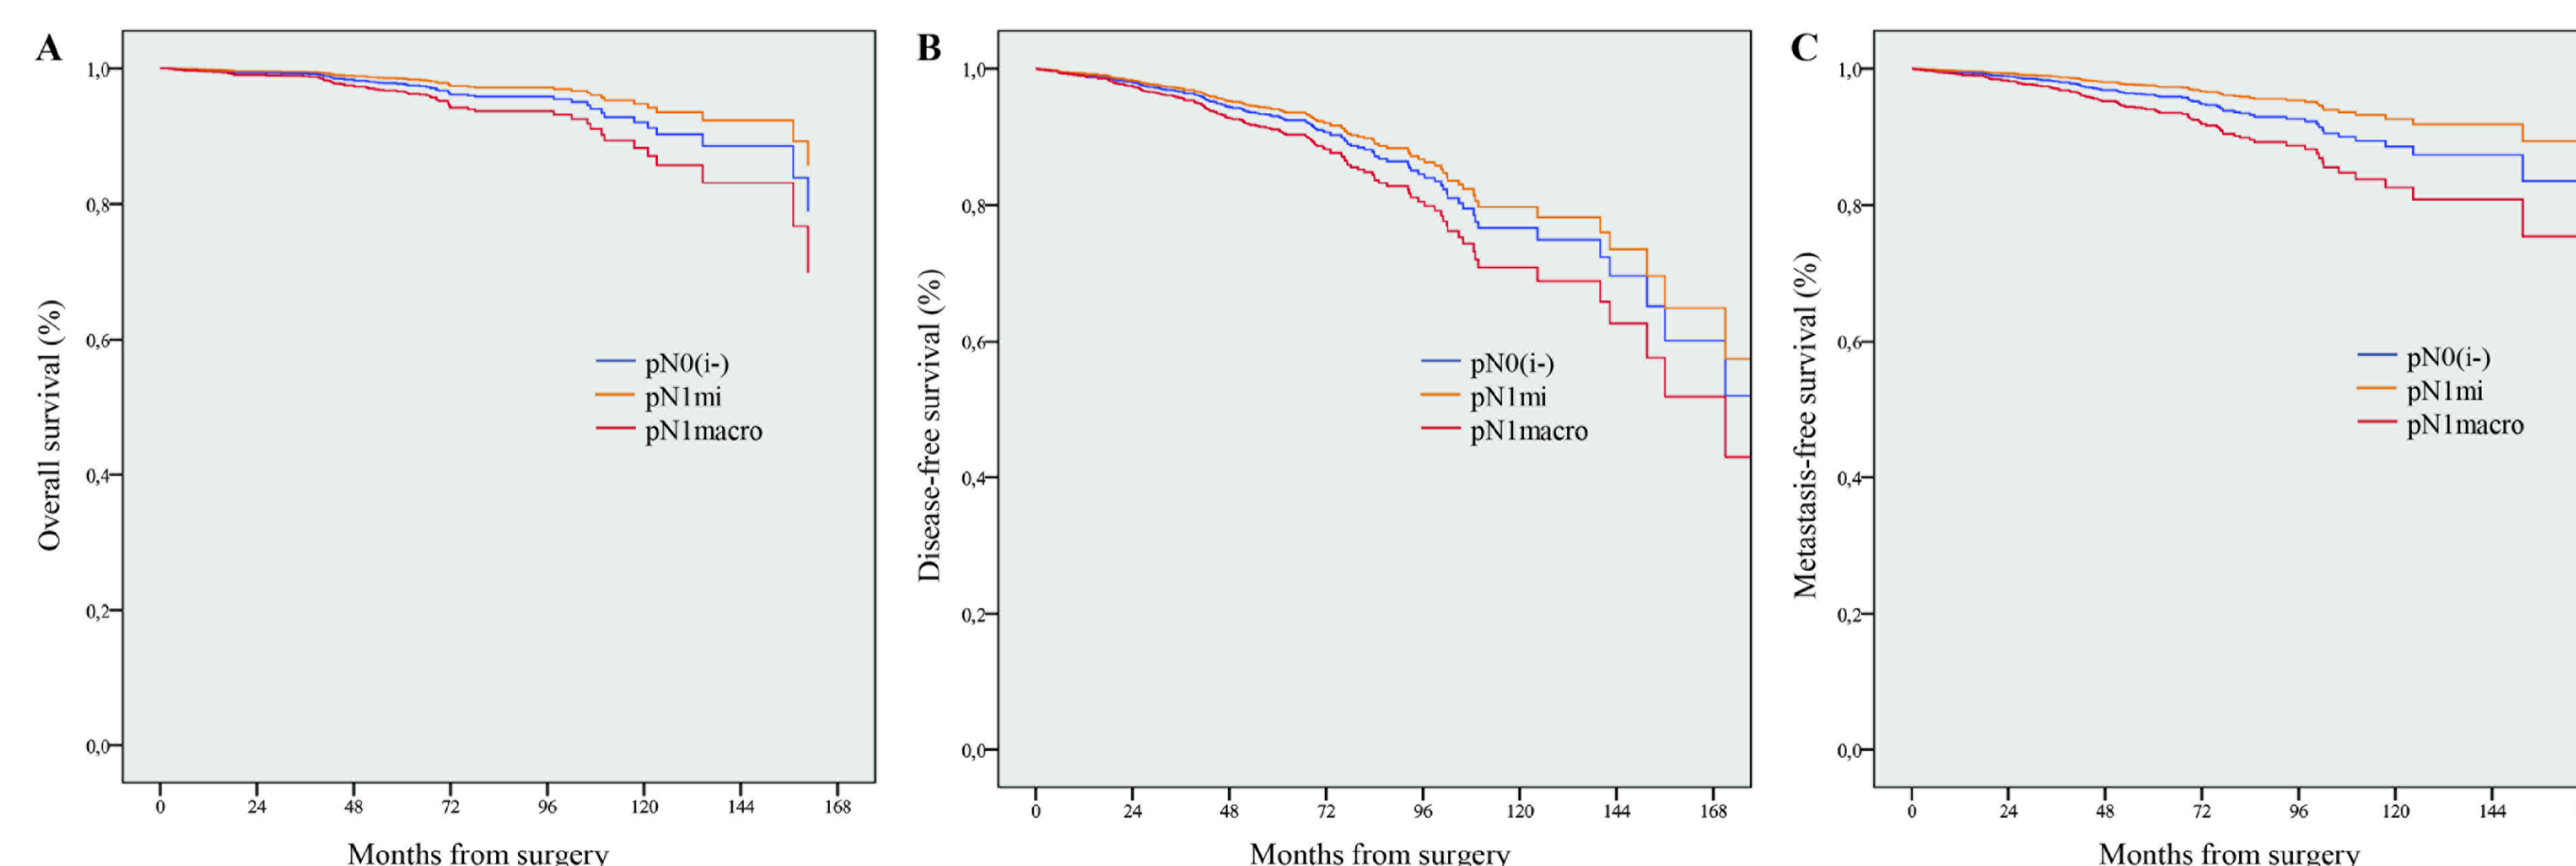 A
Overall survival (%)
1,0
0,8
0,6
0,4
0,2
0,0
pN0(i-)
pN1mi
pN1macro
0 24 48 72 96 120 144 168
Months from surgery
B
Disease-free survival (%)
1,0
0,8
0,6
0,4
0,2
0,0
pN0(i-)
pN1mi
pN1macro
0 24 48 72 96 120 144 168
Months from surgery
C
Metastasis-free survival (%)
1,0
0,8
0,6
0,4
0,2
0,0
pN0(i-)
pN1mi
pN1macro
0 24 48 72 96 120 144
Months from surgery